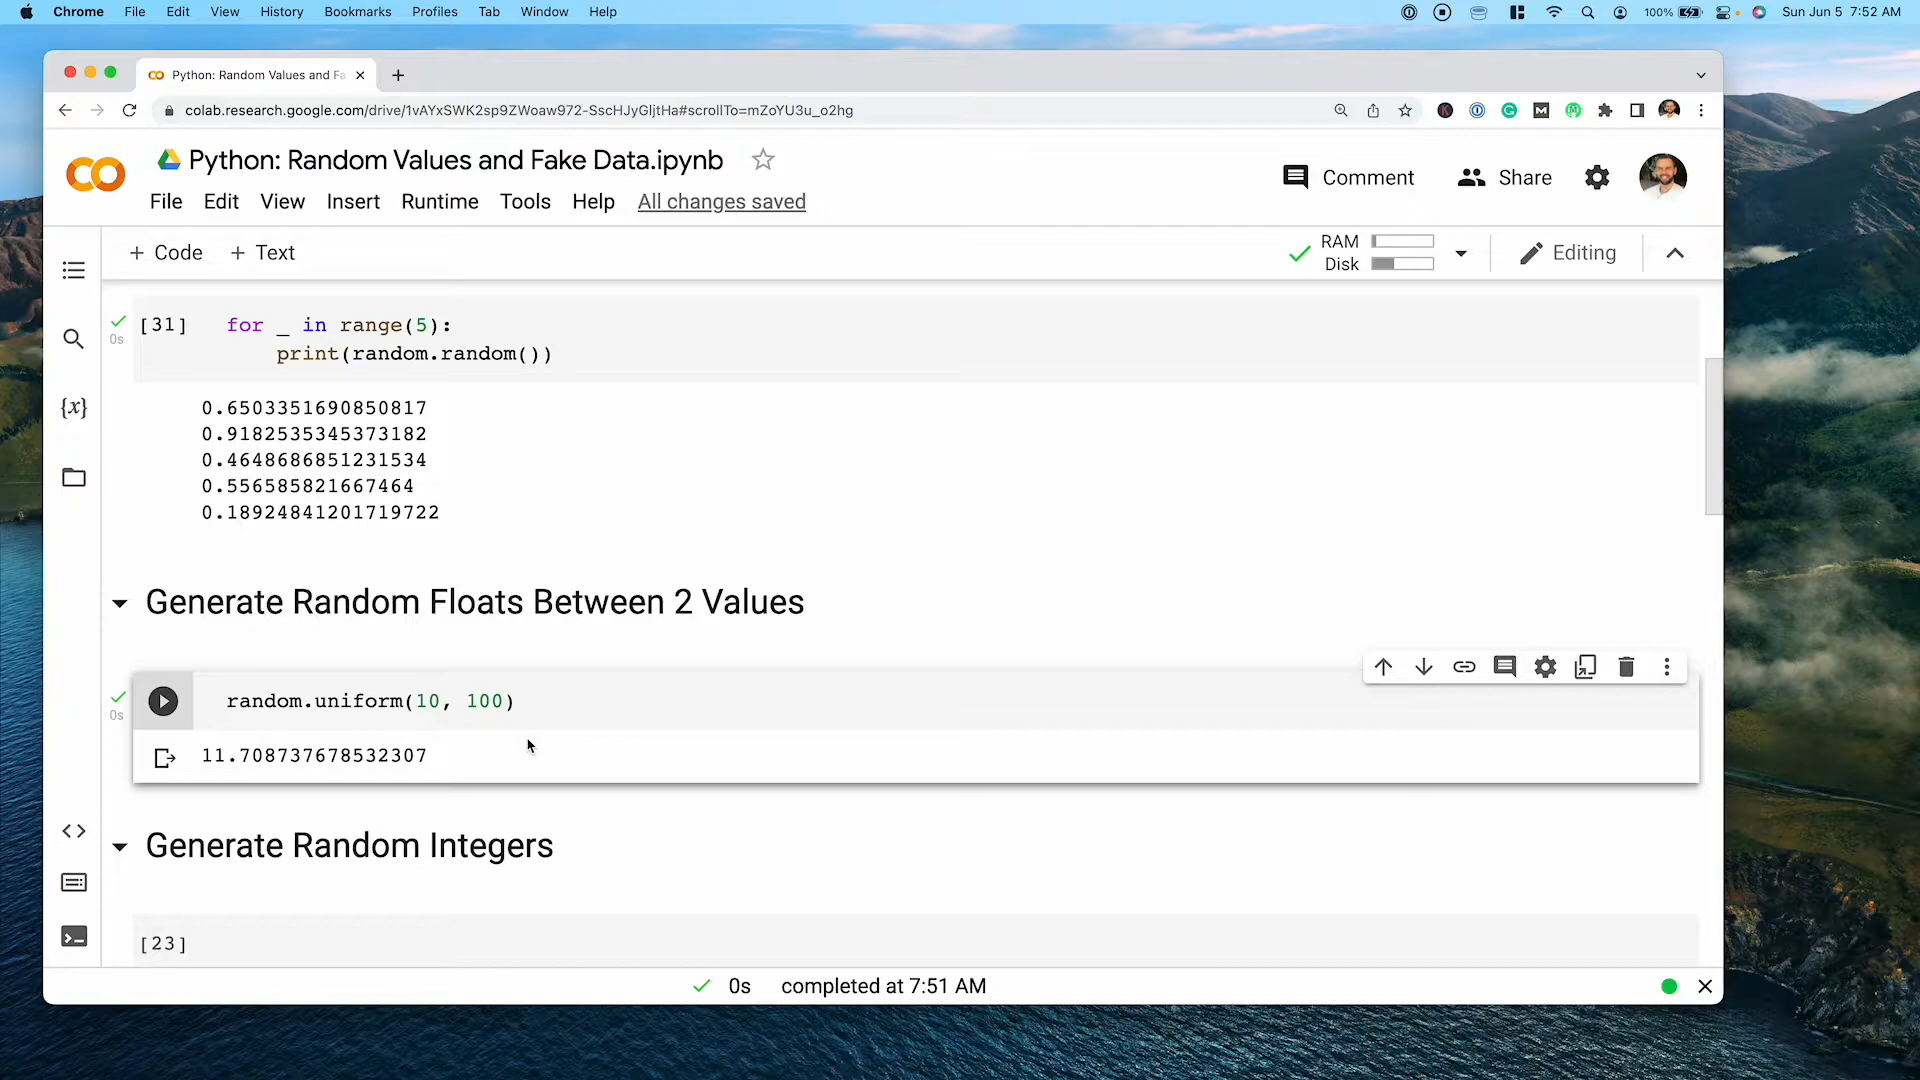 Chrome File Edit View History Bookmarks Profiles Tab Window Help 100% Sun Jun 5 7:52 AM
Python: Random Values and Fa
colab.research.google.com/drive/1vAYxSWK2sp9ZWoaw972-SscHJyGljtHa#scrollTo=mZoYU3u_o2hg
Python: Random Values and Fake Data.ipynb
Comment Share
File Edit View Insert Runtime Tools Help All changes saved
+ Code + Text RAM Disk Editing
[31] for _ in range(5):
0s print(random.random())
0.6503351690850817
0.9182535345373182
0.4648686851231534
0.556585821667464
0.18924841201719722
Generate Random Floats Between 2 Values
random.uniform(10, 100)
0s
11.708737678532307
Generate Random Integers
[23]
0s completed at 7:51 AM